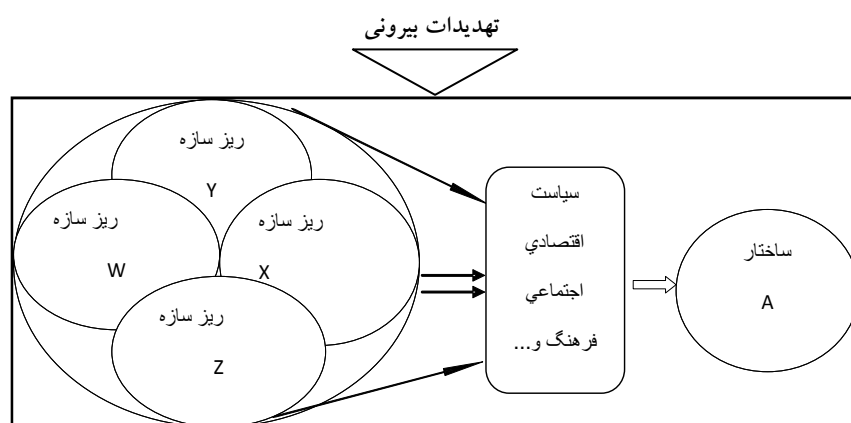 تهدیدات بیرونی
ریز سازه
Y
ریز سازه
W
ریز سازه
X
ریز سازه
Z
سیاست
اقتصادي
اجتماعي
فرهنگ و...
ساختار
A